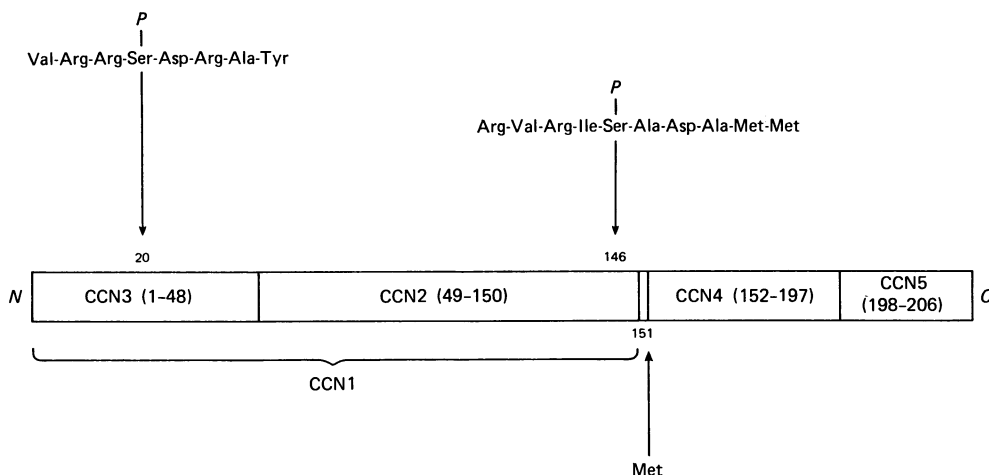 P
Val-Arg-Arg-Ser-Asp-Arg-Ala-Tyr
P
Arg-Val-Arg-Ile-Ser-Ala-Asp-Ala-Met-Met
20
146
N
CCN3 (1–48)
CCN2 (49–150)
CCN4 (152–197)
CCN5
(198–206)
C
151
CCN1
Met